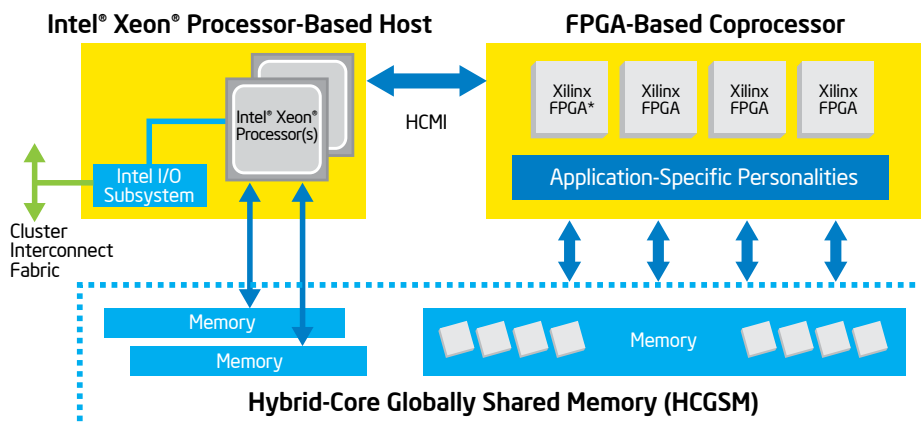 Intel® Xeon® Processor-Based Host
FPGA-Based Coprocessor
Intel® Xeon®
Processor(s)
HCMI
Xilinx
FPGA*
Xilinx
FPGA
Xilinx
FPGA
Xilinx
FPGA
Intel I/O
Subsystem
Application-Specific Personalities
Cluster
Interconnect
Fabric
Memory
Memory
Memory
Hybrid-Core Globally Shared Memory (HCGSM)